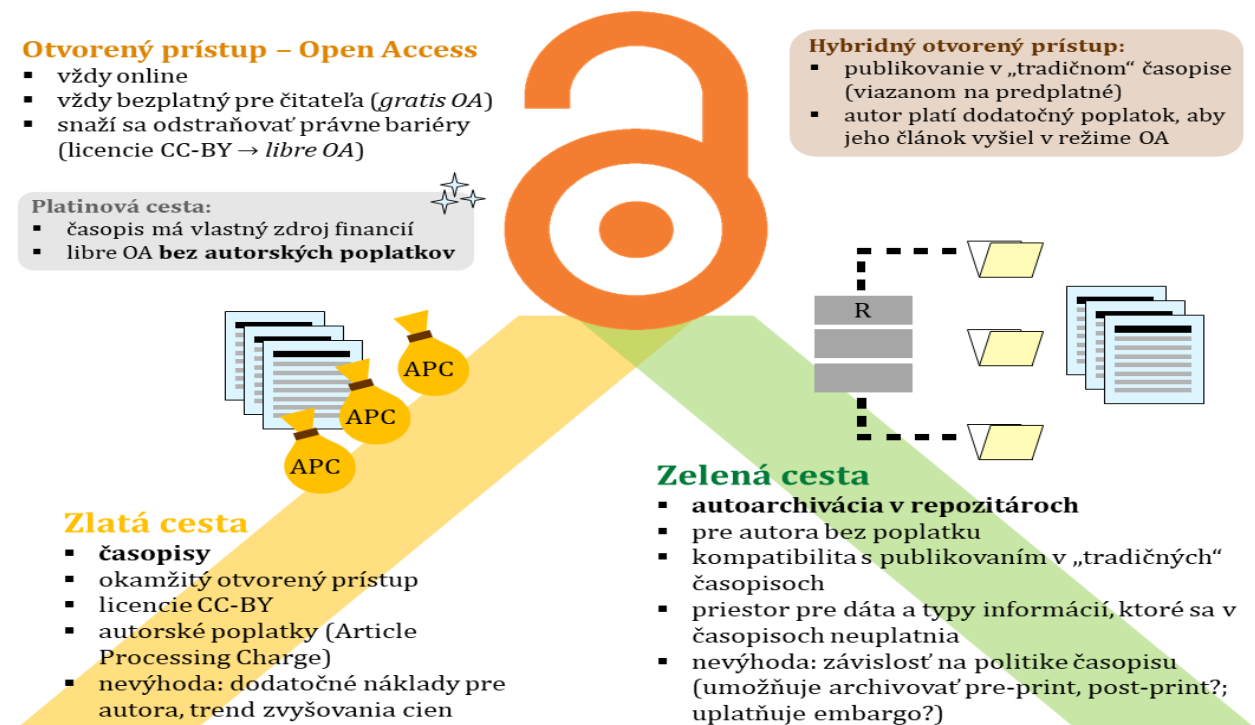 Otvorený prístup – Open Access
▪ vždy online
▪ vždy bezplatný pre čitateľa (gratis OA)
▪ snaží sa odstraňovať právne bariéry
(licencie CC-BY → libre OA)
Hybridný otvorený prístup:
▪ publikovanie v „tradičnom“ časopise
(viazanom na predplatné)
▪ autor platí dodatočný poplatok, aby
jeho článok vyšiel v režime OA
Platinová cesta:
▪ časopis má vlastný zdroj financií
▪ libre OA bez autorských poplatkov
R
APC
APC
APC
Zlatá cesta
▪ časopisy
▪ okamžitý otvorený prístup
▪ licencie CC-BY
▪ autorské poplatky (Article
Processing Charge)
▪ nevýhoda: dodatočné náklady pre
autora, trend zvyšovania cien
Zelená cesta
▪ autoarchivácia v repozitároch
▪ pre autora bez poplatku
▪ kompatibilita s publikovaním v „tradičných“
časopisoch
▪ priestor pre dáta a typy informácií, ktoré sa v
časopisoch neuplatnia
▪ nevýhoda: závislosť na politike časopisu
(umožňuje archivovať pre-print, post-print?;
uplatňuje embargo?)